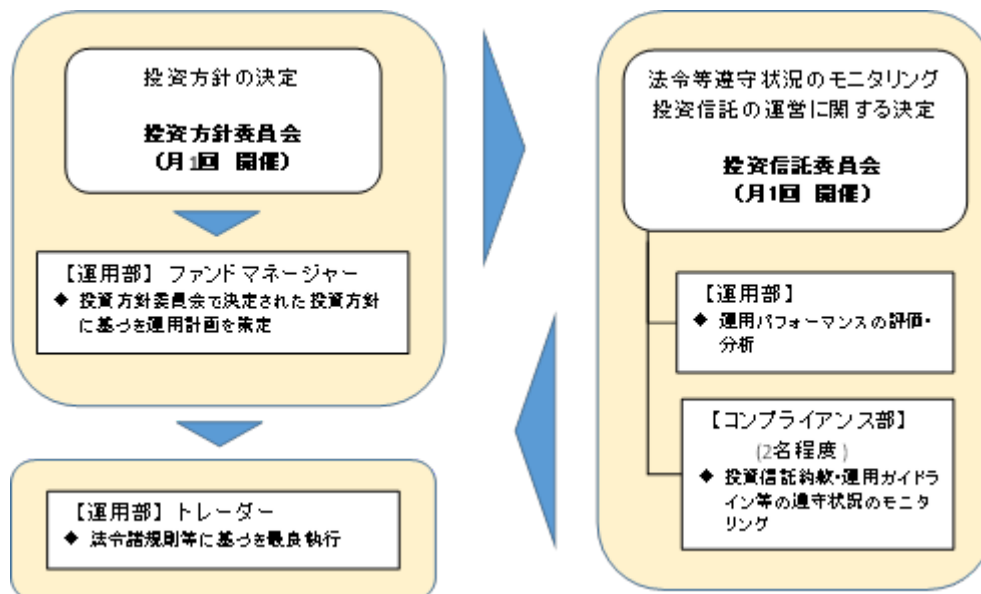 投資方針の決定
投資方針委員会
(月1回 開催)
【運用部】ファンドマネージャー
◆ 投資方針委員会で決定された投資方針
に基づき運用計画を策定
【運用部】トレーダー
◆ 法令諸規則等に基づき最良執行
法令等遵守状況のモニタリング
投資信託の運営に関する決定
投資信託委員会
(月1回 開催)
【運用部】
◆ 運用パフォーマンスの評価・
分析
【コンプライアンス部】
(2名程度)
◆ 投資信託約款・運用ガイドラ
イン等の遵守状況のモニタ
リング